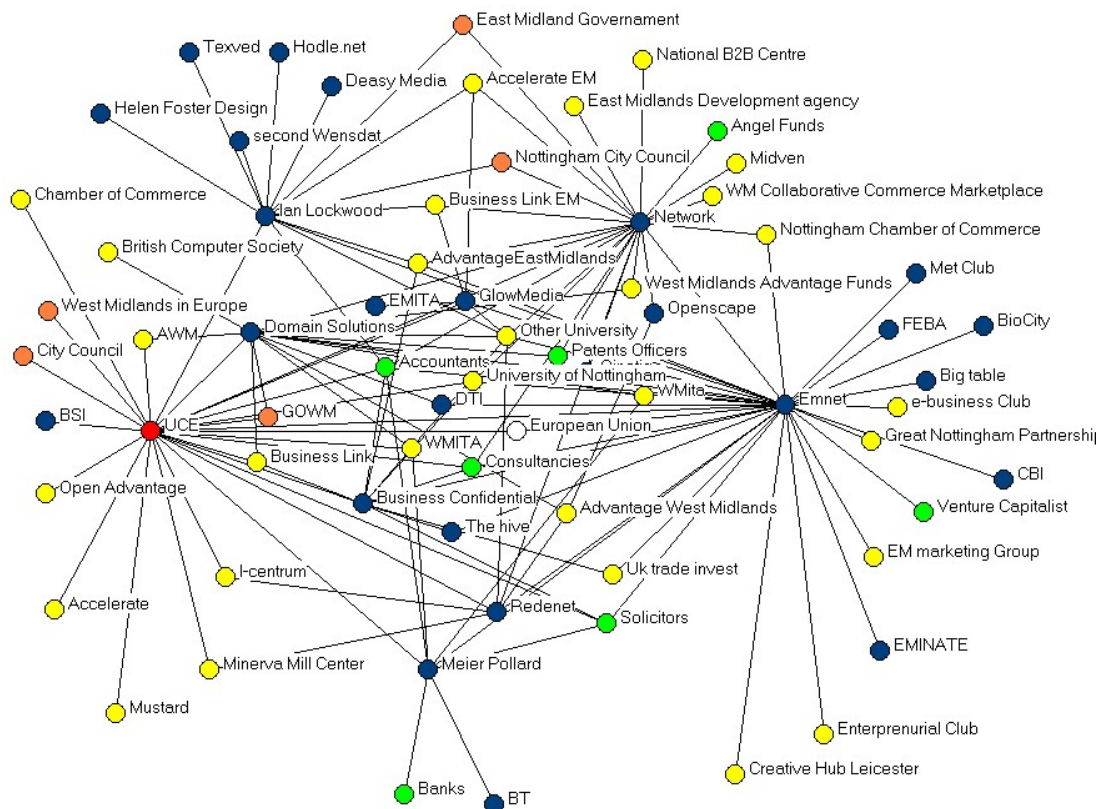 East Midland Governament
Texved
Hodle.net
National B2B Centre
Deasy Media
Accelerate EM
Helen Foster Design
East Midlands Development agency
Angel Funds
second Wensdat
Nottingham City Council
Midven
Chamber of Commerce
WM Collaborative Commerce Marketplace
Business Link EM
Ian Lockwood
Network
Nottingham Chamber of Commerce
British Computer Society
AdvantageEastMidlands
Met Club
West Midlands Advantage Funds
West Midlands in Europe
EMITA
GlowMedia
Openscape
FEBA
BioCity
AWM
Domain Solutions
Other University
City Council
Accountants
Patents Officers
University of Nottingham
Big table
WMita
Emnet
e-business Club
BSI
UCE
GOWM
DTI
European Union
Great Nottingham Partnership
WMITA
Business Link
Consultancies
CBI
Open Advantage
Business Confidential
Advantage West Midlands
Venture Capitalist
The hive
EM marketing Group
I-centrum
Uk trade invest
Accelerate
Redenet
Solicitors
EMINATE
Minerva Mill Center
Meier Pollard
Mustard
Enterprenurial Club
Creative Hub Leicester
Banks
BT